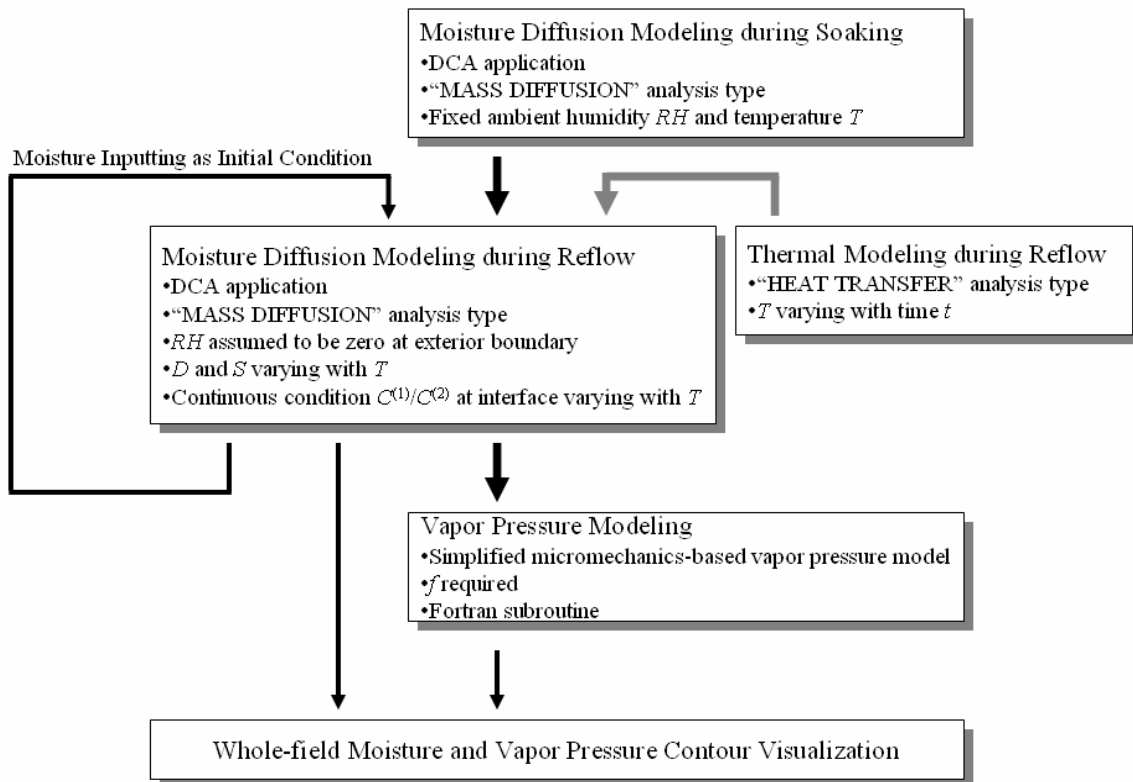 Moisture Diffusion Modeling during Soaking
•DCA application
•“MASS DIFFUSION” analysis type
•Fixed ambient humidity RH and temperature T
Moisture Inputting as Initial Condition
Moisture Diffusion Modeling during Reflow
•DCA application
•“MASS DIFFUSION” analysis type
•RH assumed to be zero at exterior boundary
•D and S varying with T
•Continuous condition C⁽¹⁾/C⁽²⁾ at interface varying with T
Thermal Modeling during Reflow
•“HEAT TRANSFER” analysis type
•T varying with time t
Vapor Pressure Modeling
•Simplified micromechanics-based vapor pressure model
•f required
•Fortran subroutine
Whole-field Moisture and Vapor Pressure Contour Visualization